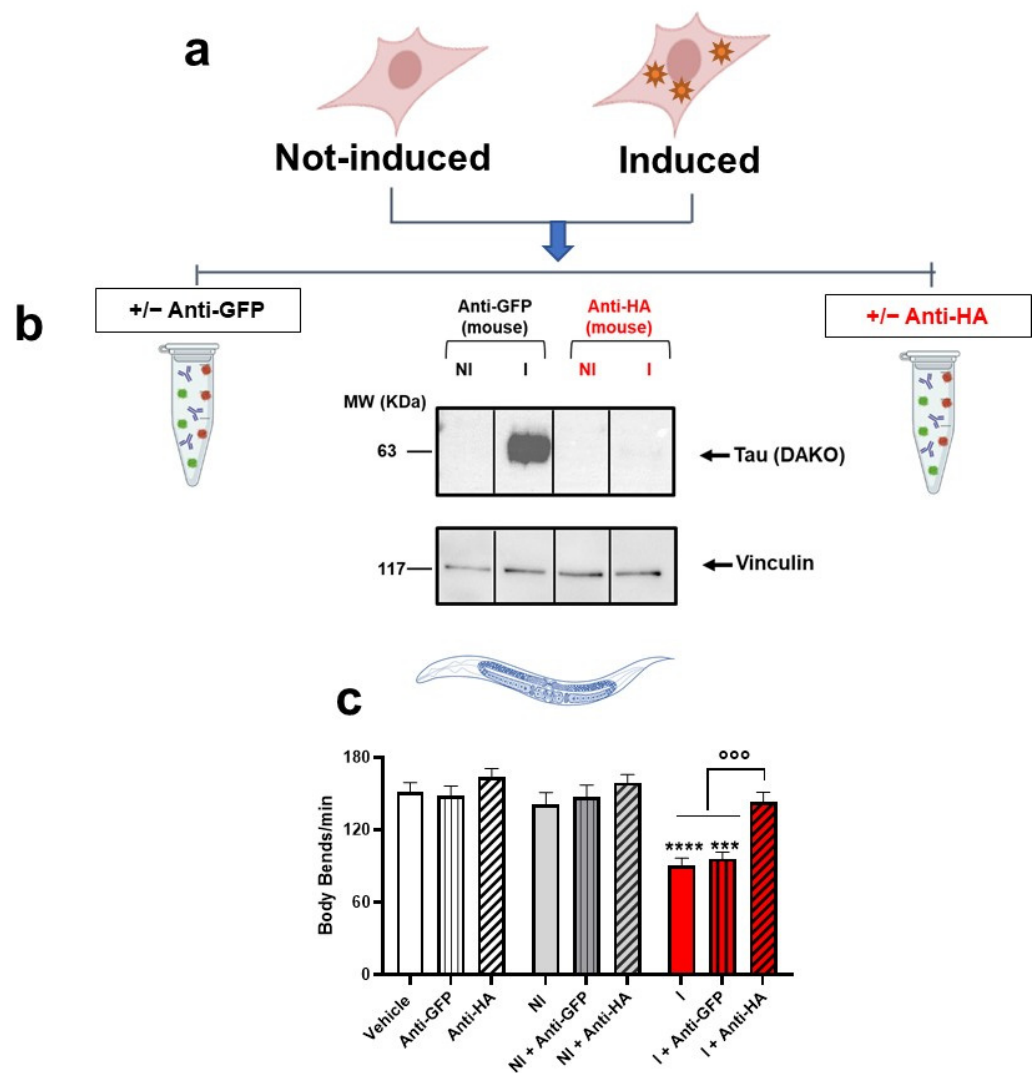 a
Not-induced
Induced
b
+/− Anti-GFP
Anti-GFP
(mouse)
Anti-HA
(mouse)
+/− Anti-HA
NI
I
NI
I
MW (KDa)
63
Tau (DAKO)
117
Vinculin
c
Body Bends/min
180
120
60
0
°°°
****
***
Vehicle
Anti-GFP
Anti-HA
NI
NI + Anti-GFP
NI + Anti-HA
I
I + Anti-GFP
I + Anti-HA